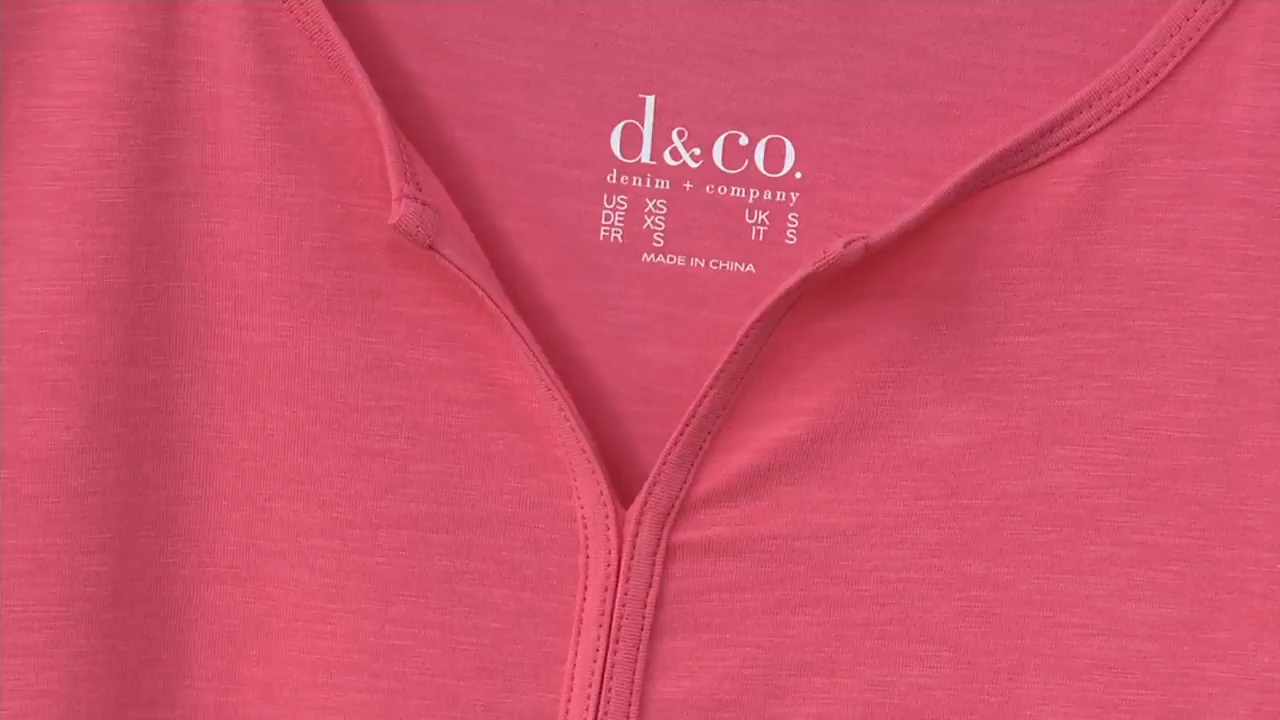 d&co.
denim + company
US XS UK S
DE XS IT S
FR S
MADE IN CHINA